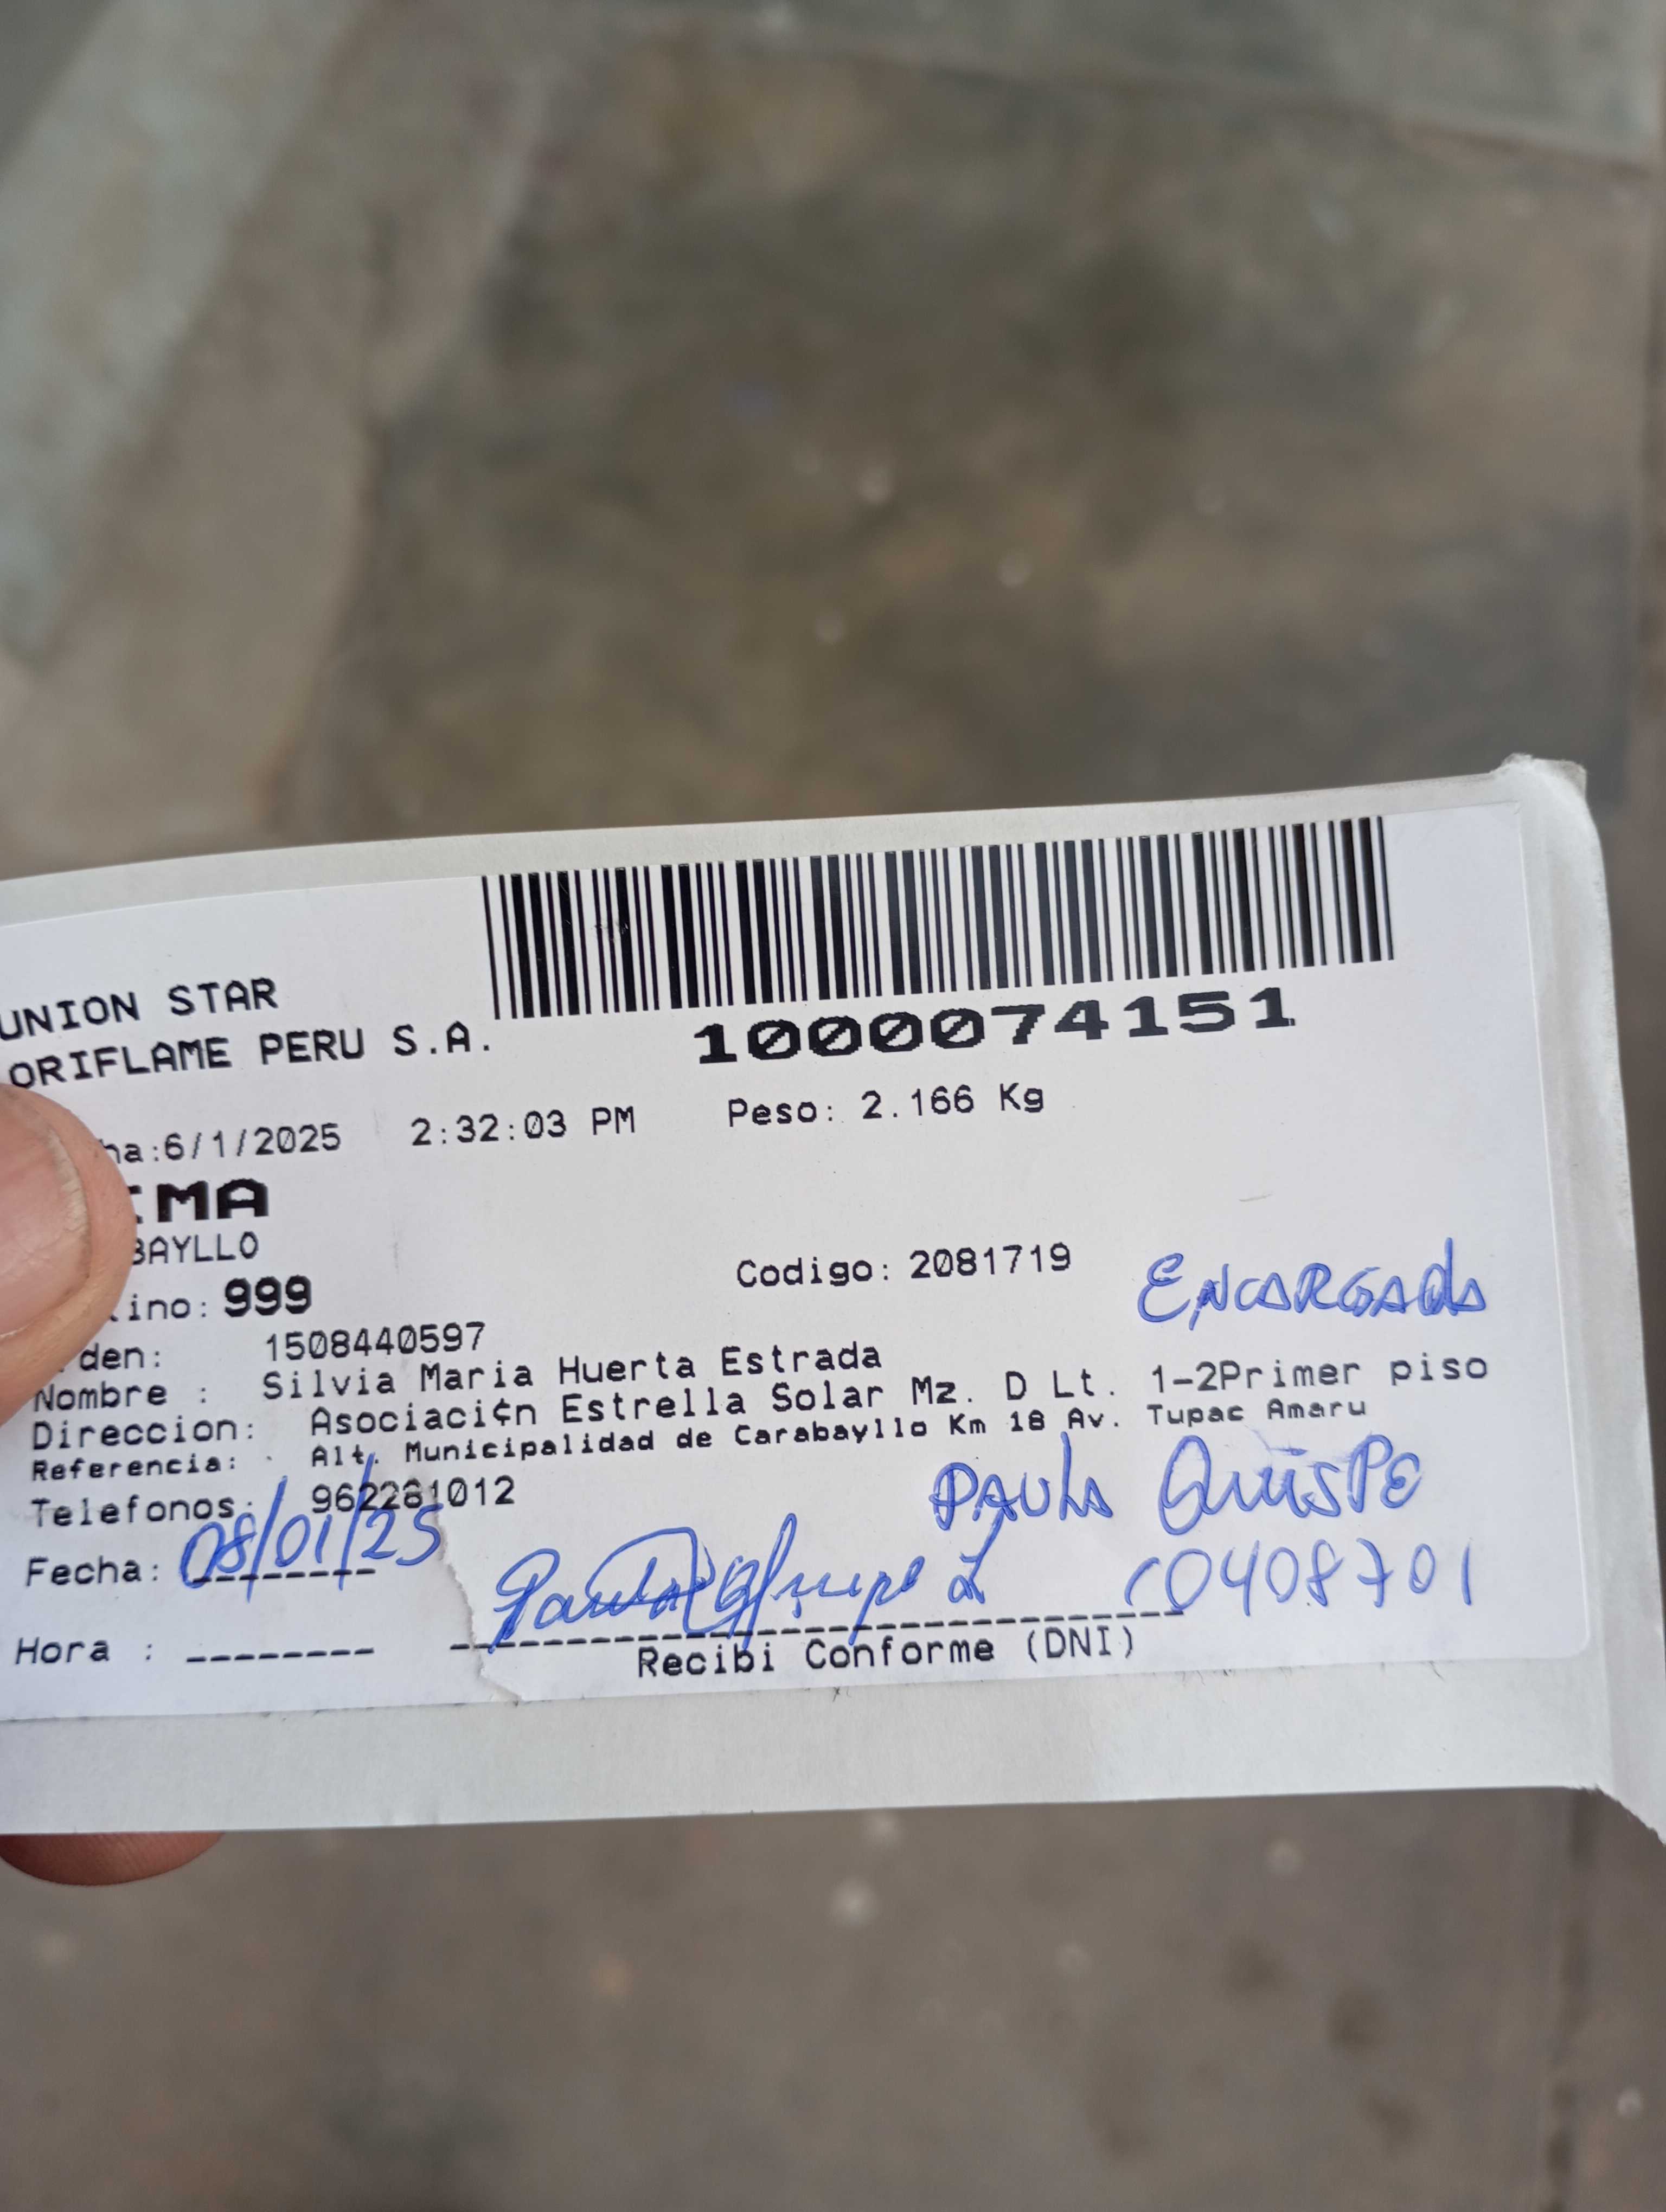 UNION STAR
ORIFLAME PERU S.A.
1000074151
ha:6/1/2025 2:32:03 PM Peso: 2.166 Kg
IMA
BAYLLO
Codigo: 2081719 ENCARGADA
ino: 999
den: 1508440597
Nombre : Silvia Maria Huerta Estrada
Direccion: Asociaci¢n Estrella Solar Mz. D Lt. 1-2Primer piso
Referencia: Alt. Municipalidad de Carabayllo Km 18 Av. Tupac Amaru
Telefonos: 962281012
PAULA QUISPE
Fecha: 08/01/25
10408701
Hora :
Recibi Conforme (DNI)